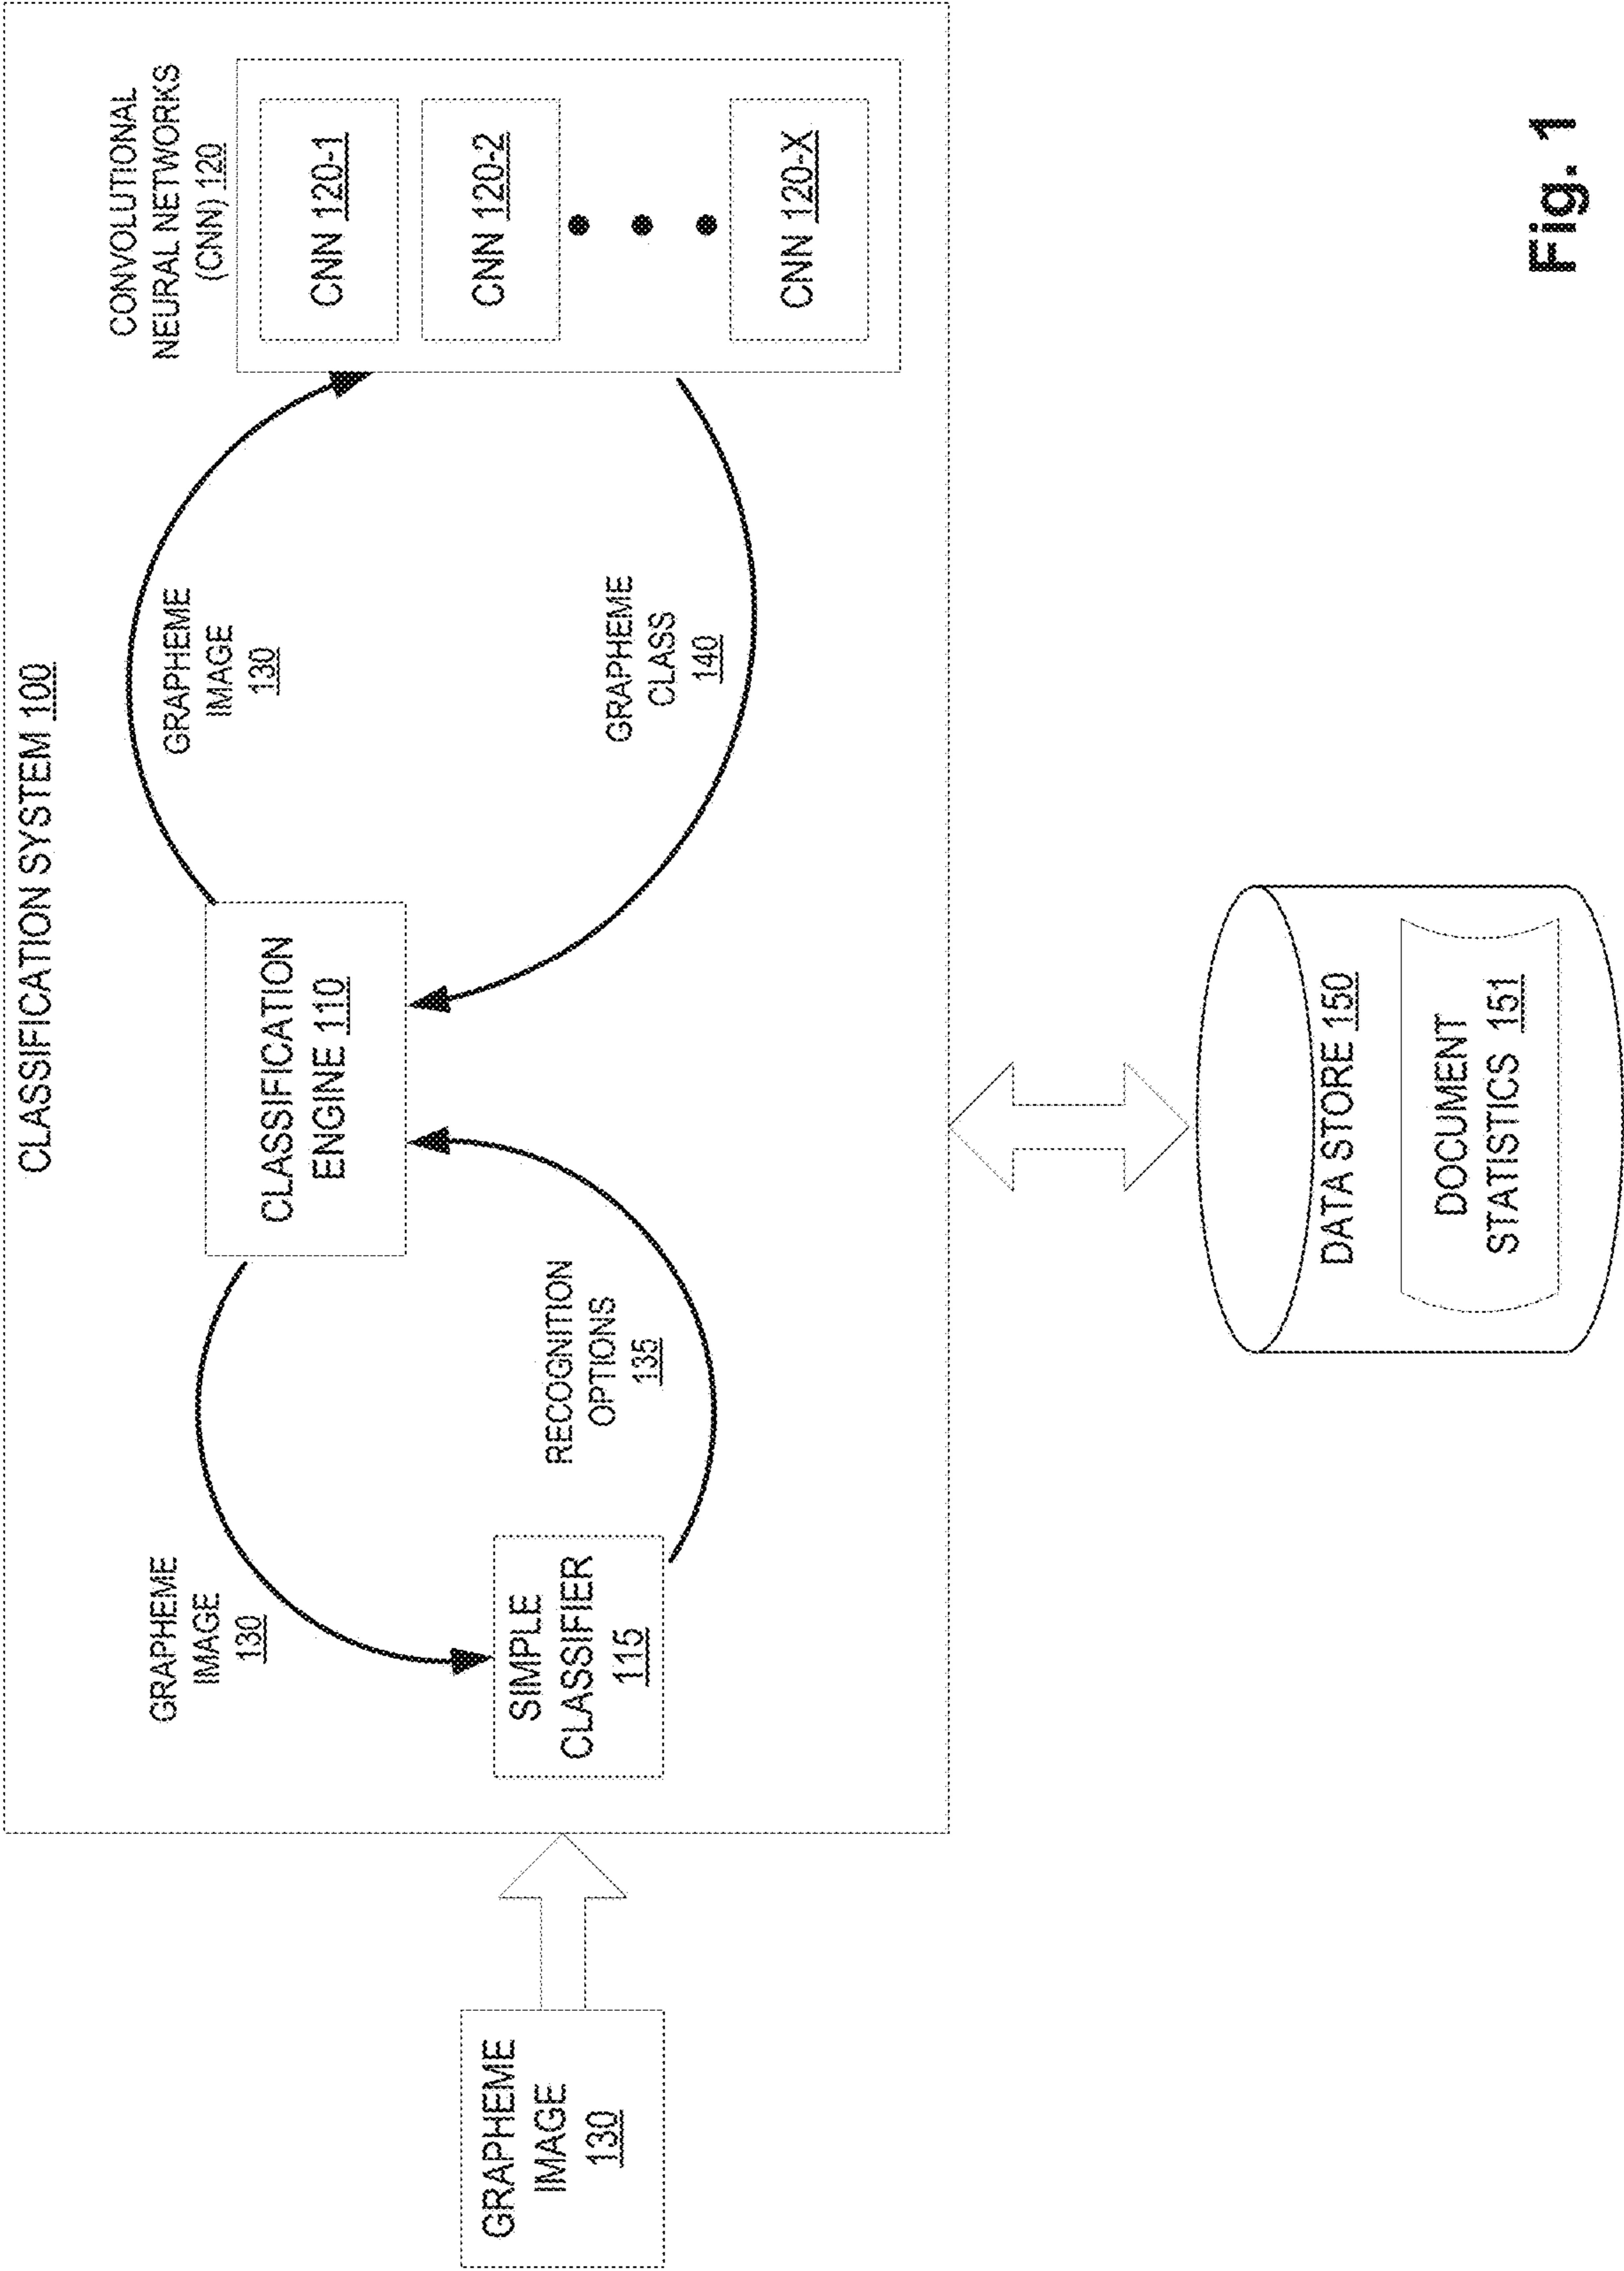 CLASSIFICATION SYSTEM 100
CONVOLUTIONAL
NEURAL NETWORKS
(CNN) 120
CNN 120-1
CNN 120-2
CNN 120-X
GRAPHEME
IMAGE
130
GRAPHEME
CLASS
140
CLASSIFICATION
ENGINE 110
GRAPHEME
IMAGE
130
RECOGNITION
OPTIONS
135
SIMPLE
CLASSIFIER
115
GRAPHEME
IMAGE
130
DATA STORE 150
DOCUMENT
STATISTICS 151
Fig. 1